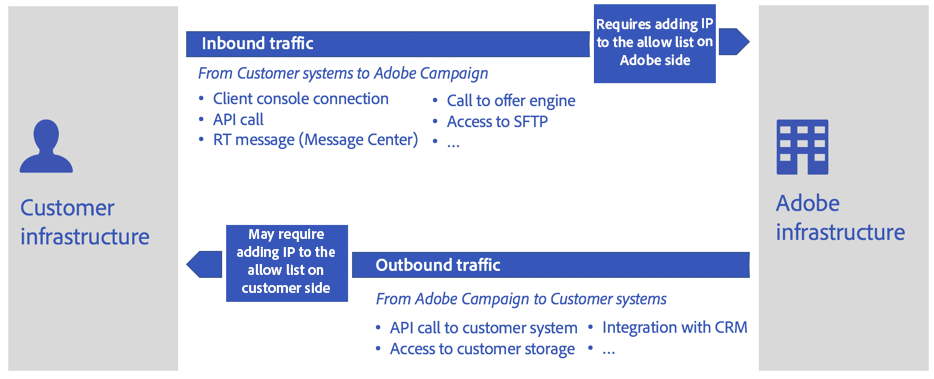 Customer
infrastructure
Inbound traffic
Requires adding IP
to the allow list on
Adobe side
From Customer systems to Adobe Campaign
• Client console connection
• API call
• RT message (Message Center)
• Call to offer engine
• Access to SFTP
• ...
Adobe
infrastructure
May require
adding IP to the
allow list on
customer side
Outbound traffic
From Adobe Campaign to Customer systems
• API call to customer system
• Access to customer storage
• Integration with CRM
• ...